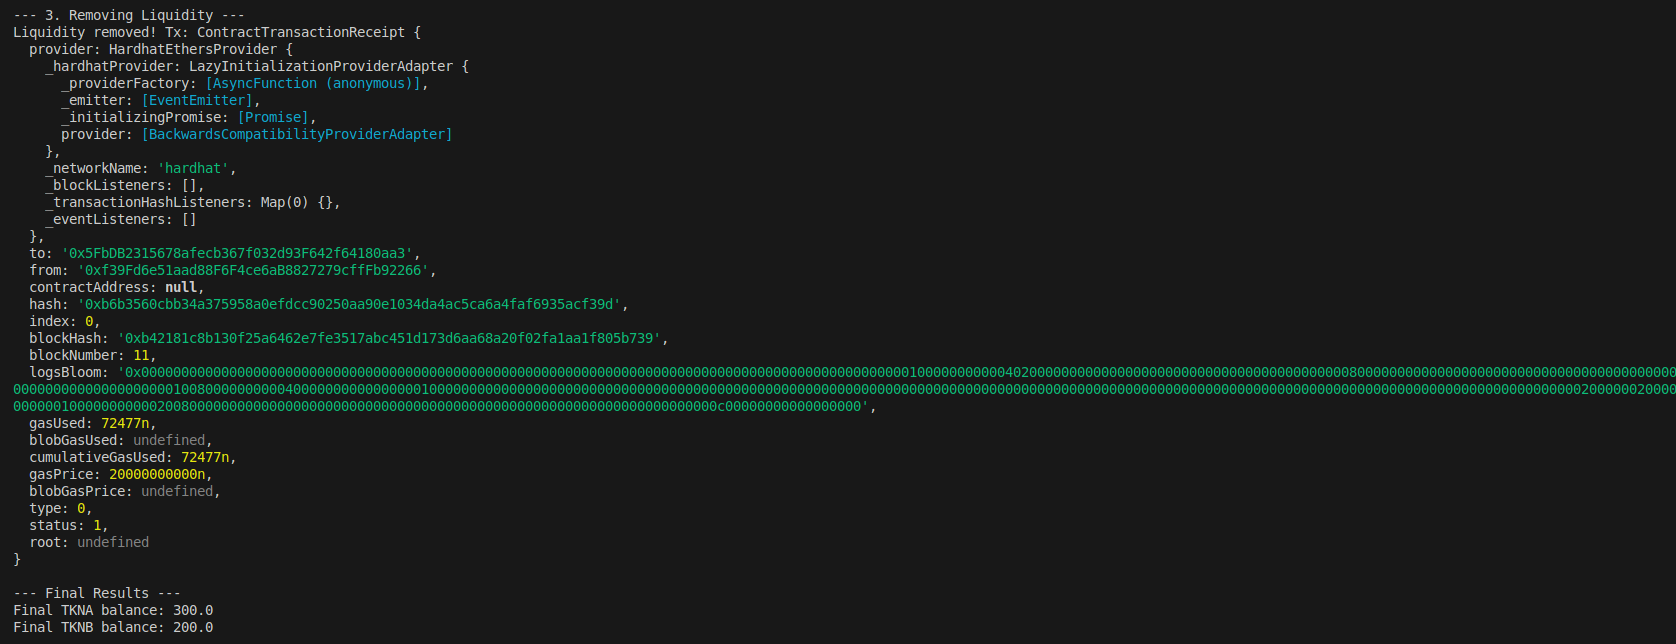 --- 3. Removing Liquidity ---
Liquidity removed! Tx: ContractTransactionReceipt {
provider: HardhatEthersProvider {
_hardhatProvider: LazyInitializationProviderAdapter {
_providerFactory: [AsyncFunction (anonymous)],
_emitter: [EventEmitter],
_initializingPromise: [Promise],
provider: [BackwardsCompatibilityProviderAdapter]
},
_networkName: 'hardhat',
_blockListeners: [],
_transactionHashListeners: Map(0) {},
_eventListeners: []
},
to: '0x5FbDB2315678afecb367f032d93F642f64180aa3',
from: '0xf39Fd6e51aad88F6F4ce6aB8827279cffFb92266',
contractAddress: null,
hash: '0xb6b3560cbb34a375958a0efdcc90250aa90e1034da4ac5ca6a4faf6935acf39d',
index: 0,
blockHash: '0xb42181c8b130f25a6462e7fe3517abc451d173d6aa68a20f02fa1aa1f805b739',
blockNumber: 11,
logsBloom:
gasUsed: 72477n,
blobGasUsed: undefined,
cumulativeGasUsed: 72477n,
gasPrice: 20000000000n,
blobGasPrice: undefined,
type: 0,
status: 1,
root: undefined
}
--- Final Results ---
Final TKNA balance: 300.0
Final TKNB balance: 200.0